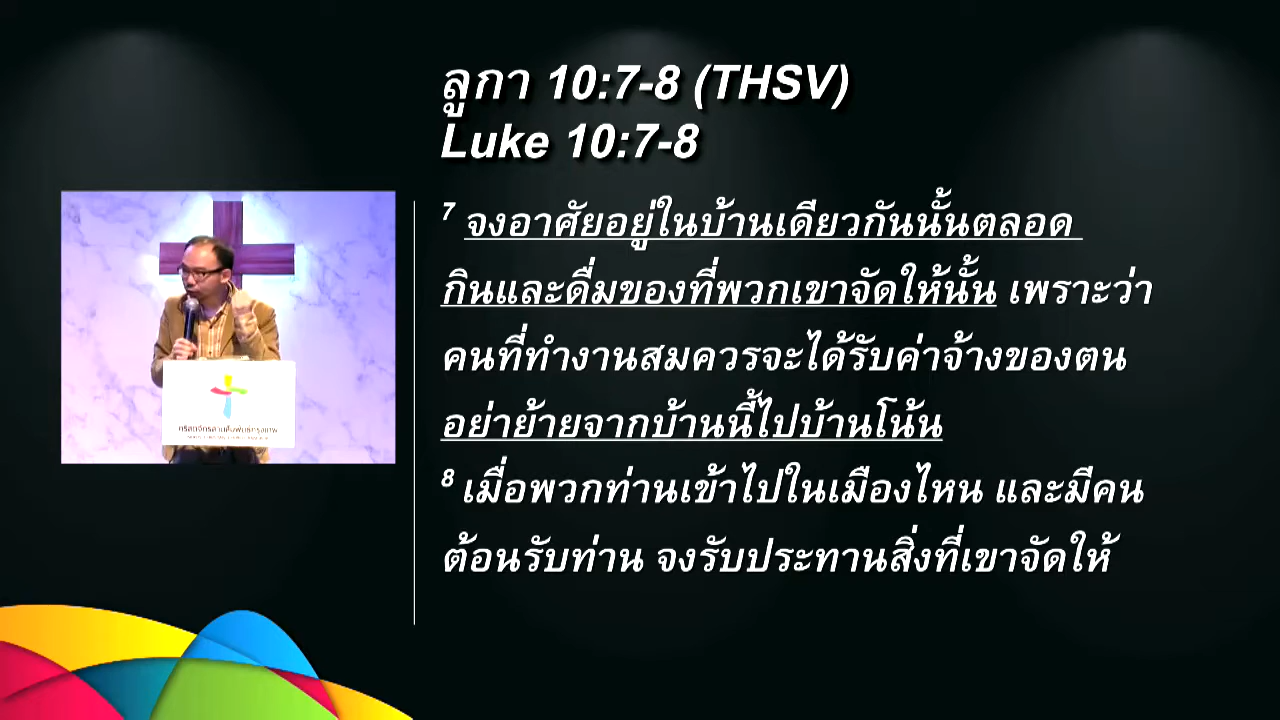 ลูกา 10:7-8 (THSV)
Luke 10:7-8
7 จงอาศัยอยู่ในบ้านเดียวกันนั้นตลอด
กินและดื่มของที่พวกเขาจัดให้นั้น เพราะว่า
คนที่ทำงานสมควรจะได้รับค่าจ้างของตน
อย่าย้ายจากบ้านนี้ไปบ้านโน้น
8 เมื่อพวกท่านเข้าไปในเมืองไหน และมีคน
ต้อนรับท่าน จงรับประทานสิ่งที่เขาจัดให้